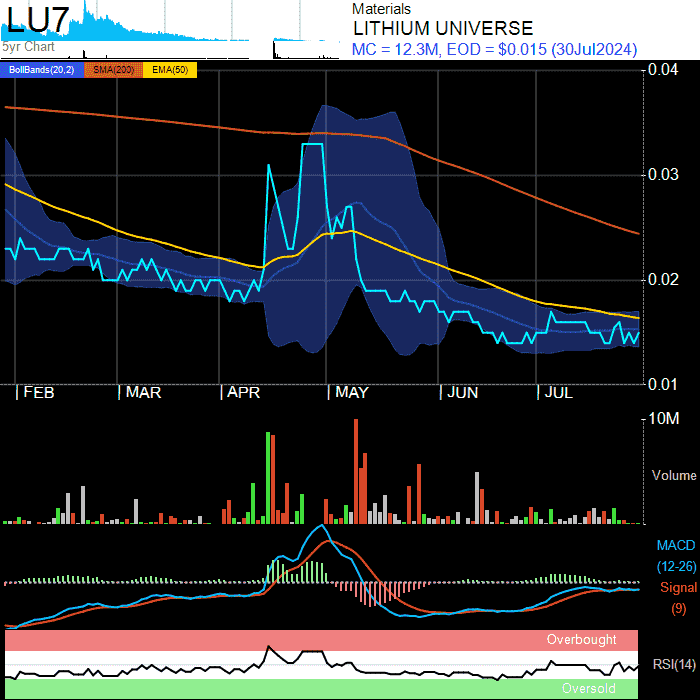 LU7
5yr Chart
Materials
LITHIUM UNIVERSE
MC = 12.3M, EOD = $0.015 (30Jul2024)
BollBands(20,2) SMA(200) EMA(50)
0.04
0.03
0.02
0.01
FEB MAR APR MAY JUN JUL
10M
Volume
MACD
(12-26)
Signal
(9)
Overbought
RSI(14)
Oversold